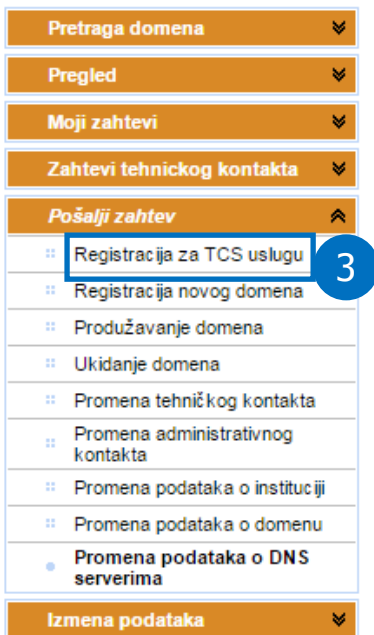 Pretraga domena
Pregled
Moji zahtevi
Zahtevi tehnickog kontakta
Pošalji zahtev
Registracija za TCS uslugu
3
Registracija novog domena
Produžavanje domena
Ukidanje domena
Promena tehničkog kontakta
Promena administrativnog
kontakta
Promena podataka o instituciji
Promena podataka o domenu
Promena podataka o DNS
serverima
Izmena podataka